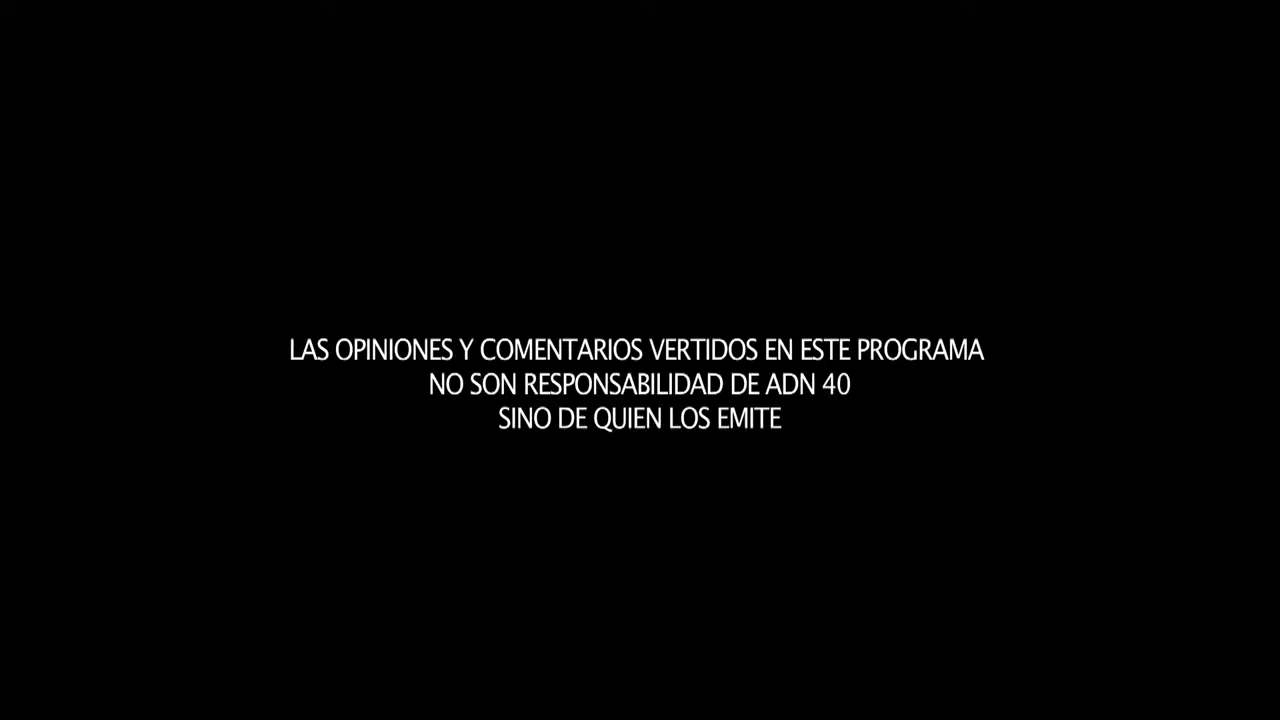 LAS OPINIONES Y COMENTARIOS VERTIDOS EN ESTE PROGRAMA
NO SON RESPONSABILIDAD DE ADN 40
SINO DE QUIEN LOS EMITE